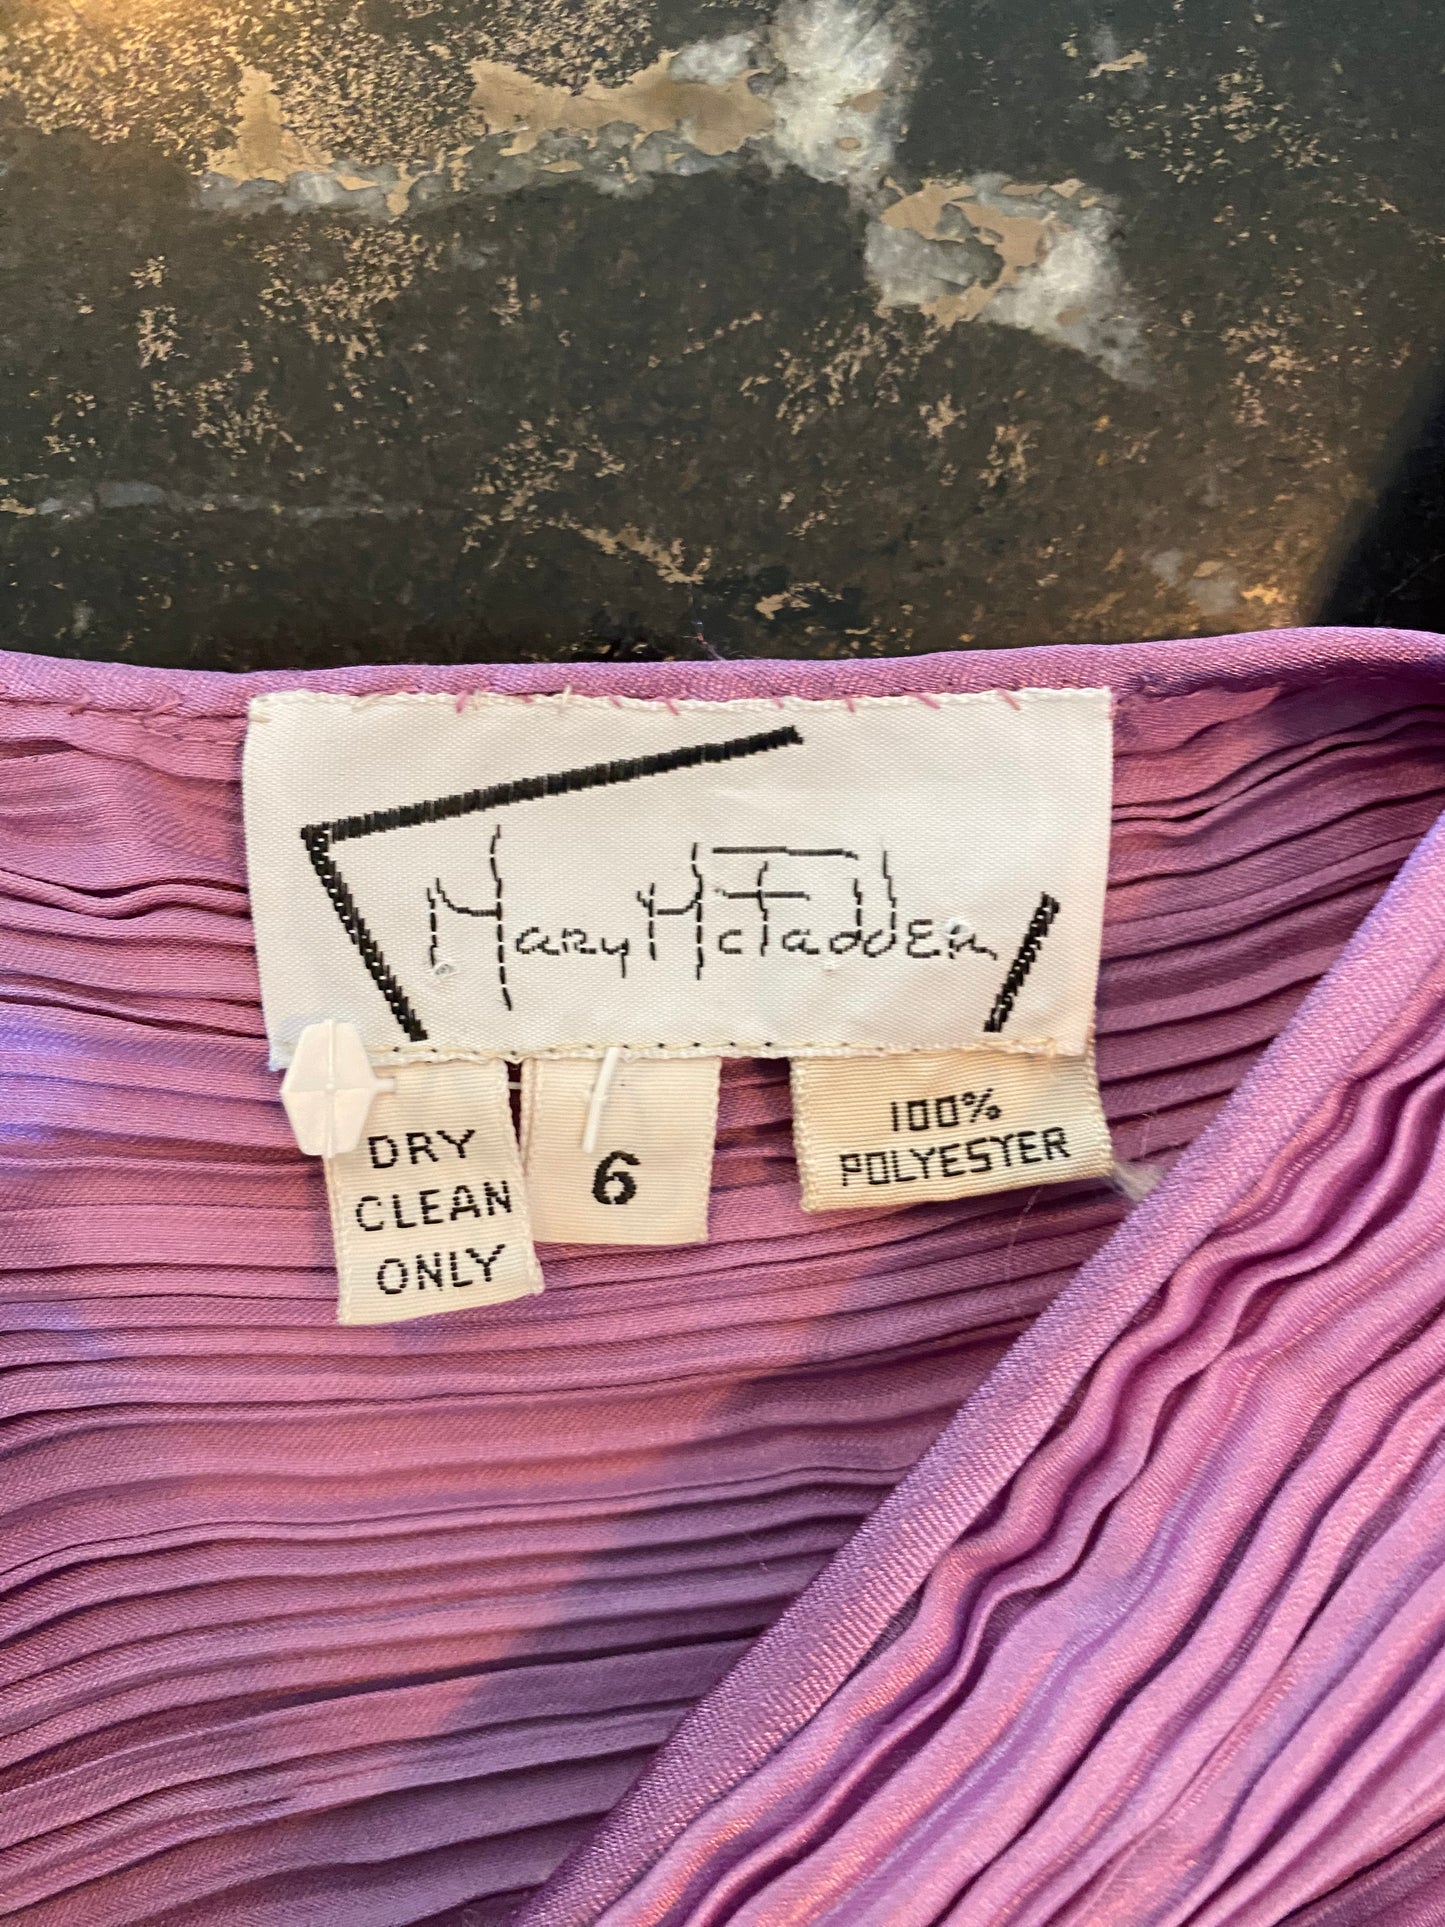 Mary McFadden
DRY
CLEAN
ONLY
6
100%
POLYESTER